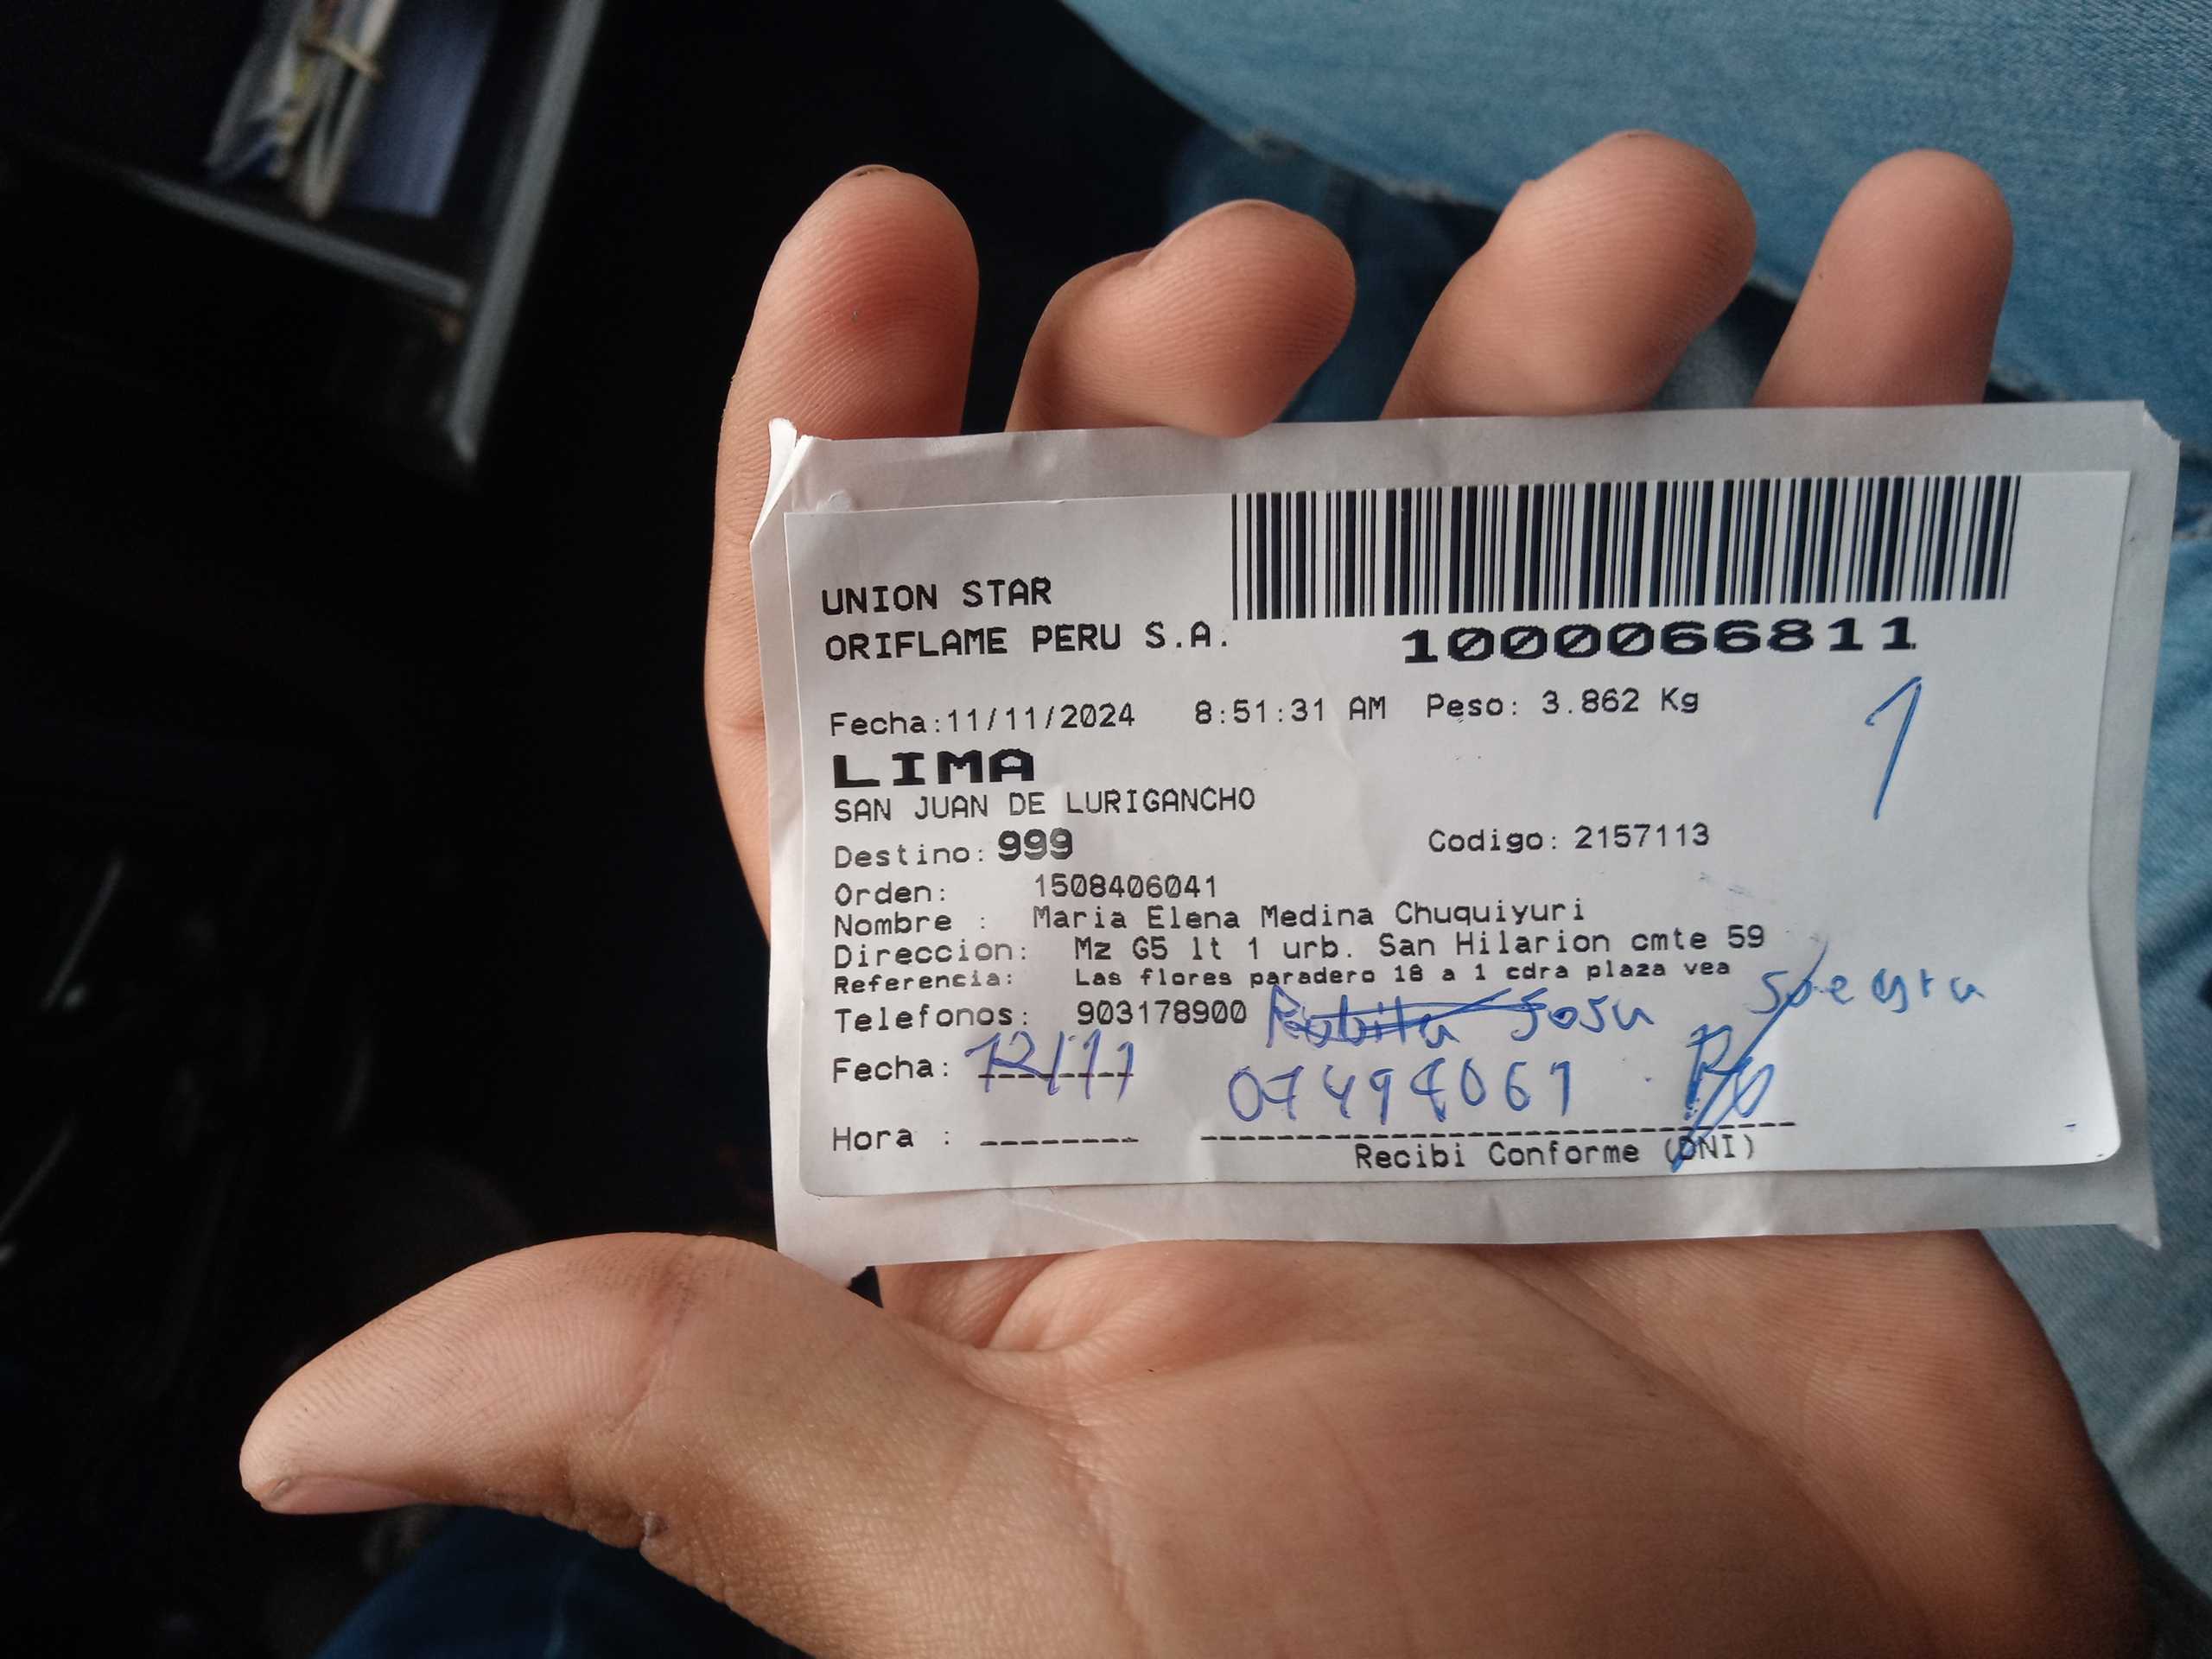 UNION STAR
ORIFLAME PERU S.A.
1000066811
1
Fecha:11/11/2024 8:51:31 AM Peso: 3.862 Kg
LIMA
SAN JUAN DE LURIGANCHO
Destino: 999 Codigo: 2157113
Orden: 1508406041
Nombre : Maria Elena Medina Chuquiyuri
Direccion: Mz G5 lt 1 urb. San Hilarion cmte 59
Referencia: Las flores paradero 18 a 1 cdra plaza vea
Telefonos: 903178900
Fecha: 12/11
Hora : --------
Recibi Conforme (DNI)